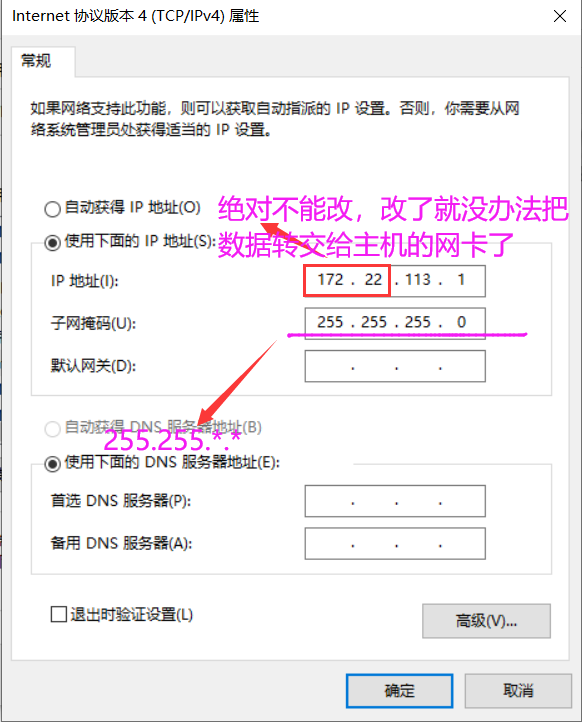 Internet 协议版本 4 (TCP/IPv4) 属性
常规
如果网络支持此功能，则可以获取自动指派的 IP 设置。否则，你需要从网
络系统管理员处获得适当的 IP 设置。
自动获得 IP 地址(O)
绝对不能改，改了就没办法把
使用下面的 IP 地址(S):
数据转交给主机的网卡了
IP 地址(I):
172 . 22 . 113 . 1
子网掩码(U):
255 . 255 . 255 . 0
默认网关(D):
. . .
自动获得 DNS 服务器地址(B)
255.255.*.*
使用下面的 DNS 服务器地址(E):
首选 DNS 服务器(P):
. . .
备用 DNS 服务器(A):
. . .
退出时验证设置(L)
高级(V)...
确定
取消